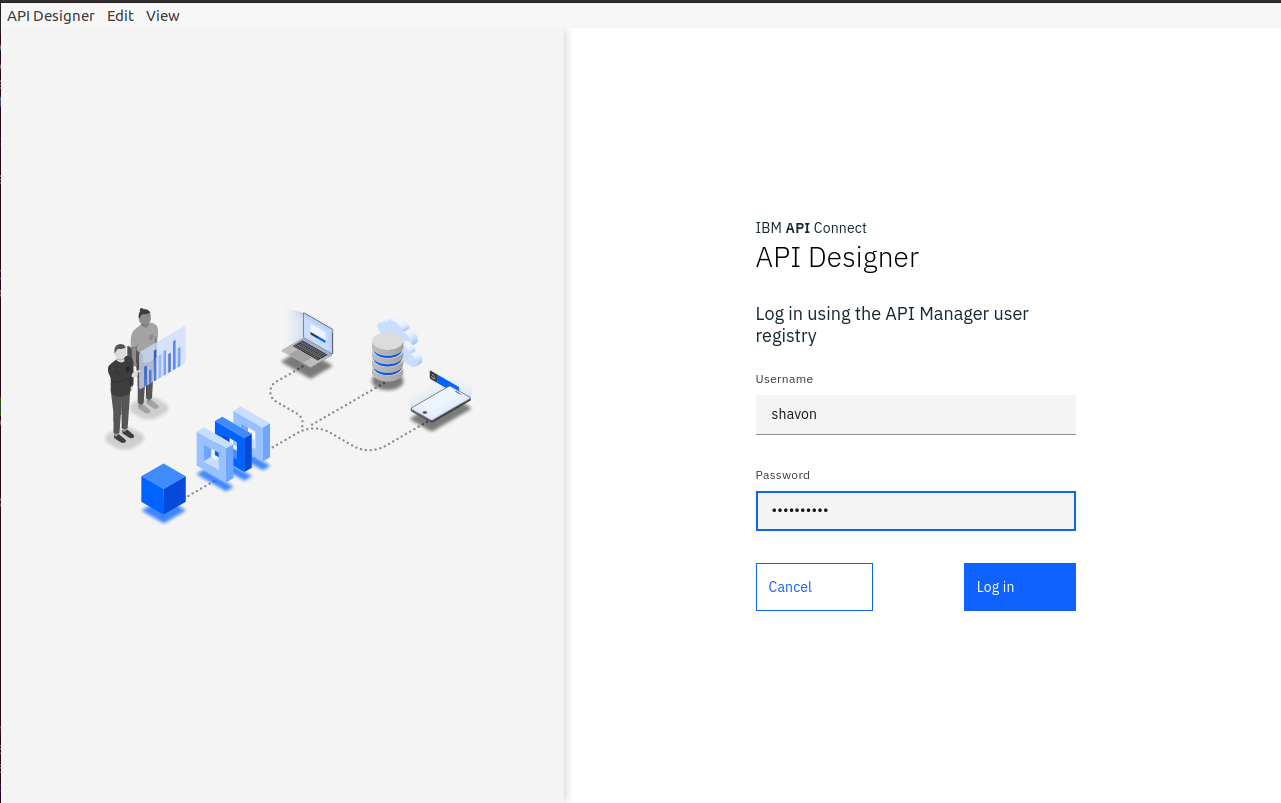 API Designer Edit View
IBM API Connect
API Designer
Log in using the API Manager user
registry
Username
shavon
Password
••••••••••
Cancel
Log in